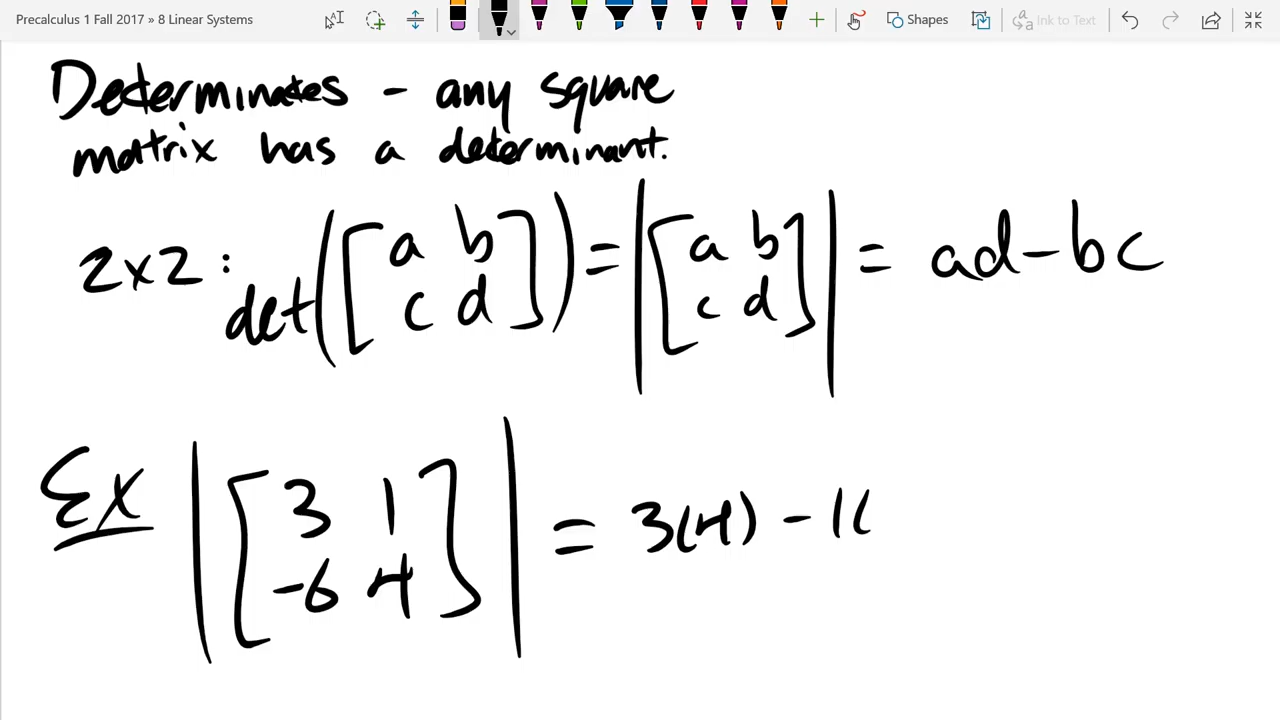 Precalculus 1 Fall 2017 » 8 Linear Systems Shapes Ink to Text
Determinates - any square
matrix has a determinant.
2x2: det([a b; c d]) = |[a b; c d]| = ad-bc
Ex |[3 1; -6 4]| = 3(4) - 1(